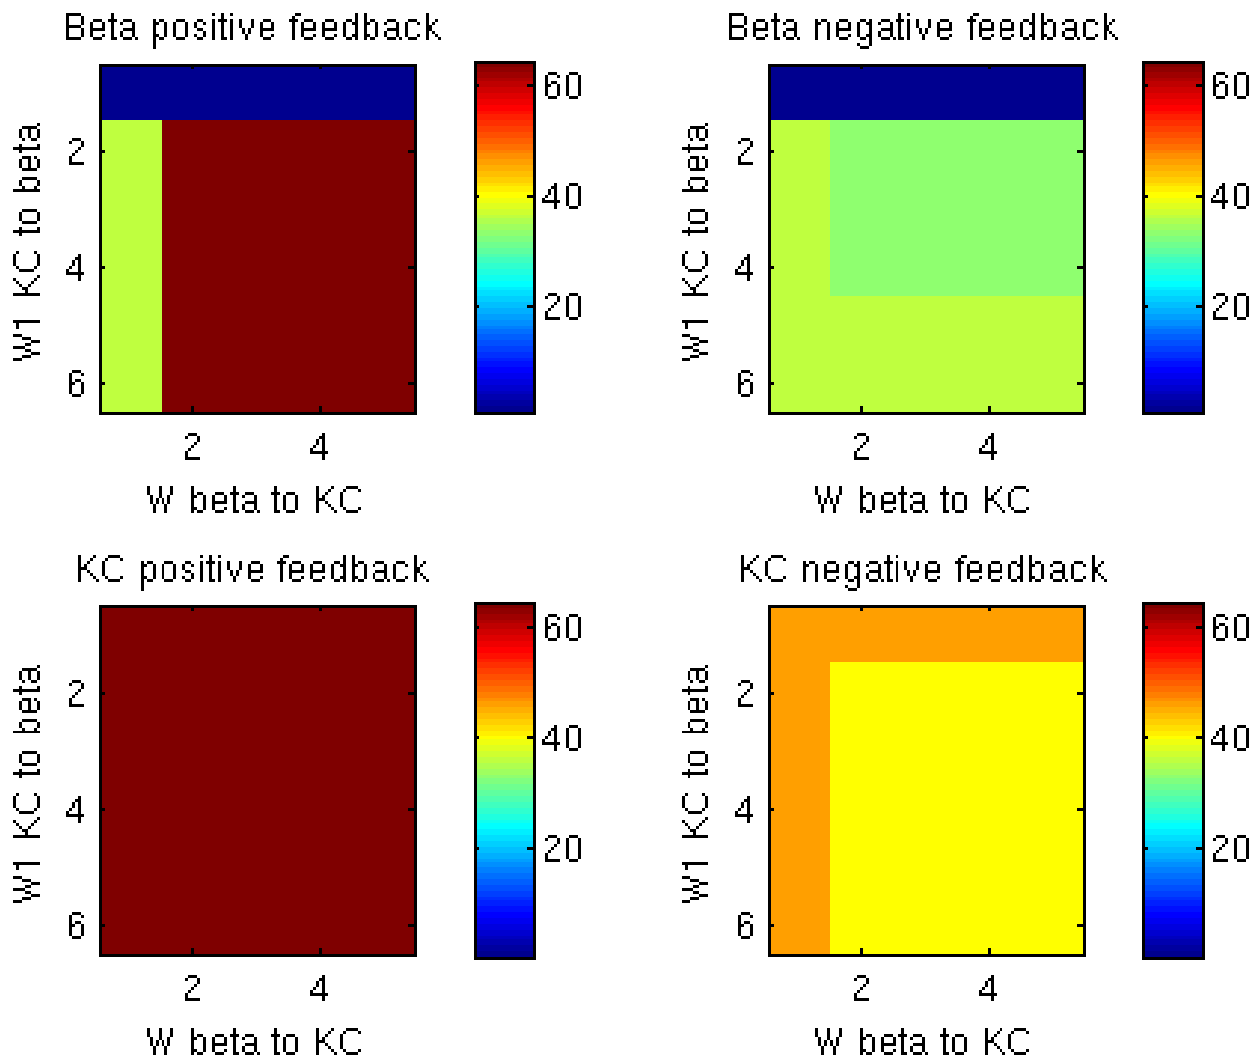 Beta positive feedback
W1 KC to beta
2
4
6
2 4
W beta to KC
60
40
20
Beta negative feedback
W1 KC to beta
2
4
6
2 4
W beta to KC
60
40
20
KC positive feedback
W1 KC to beta
2
4
6
2 4
W beta to KC
60
40
20
KC negative feedback
W1 KC to beta
2
4
6
2 4
W beta to KC
60
40
20